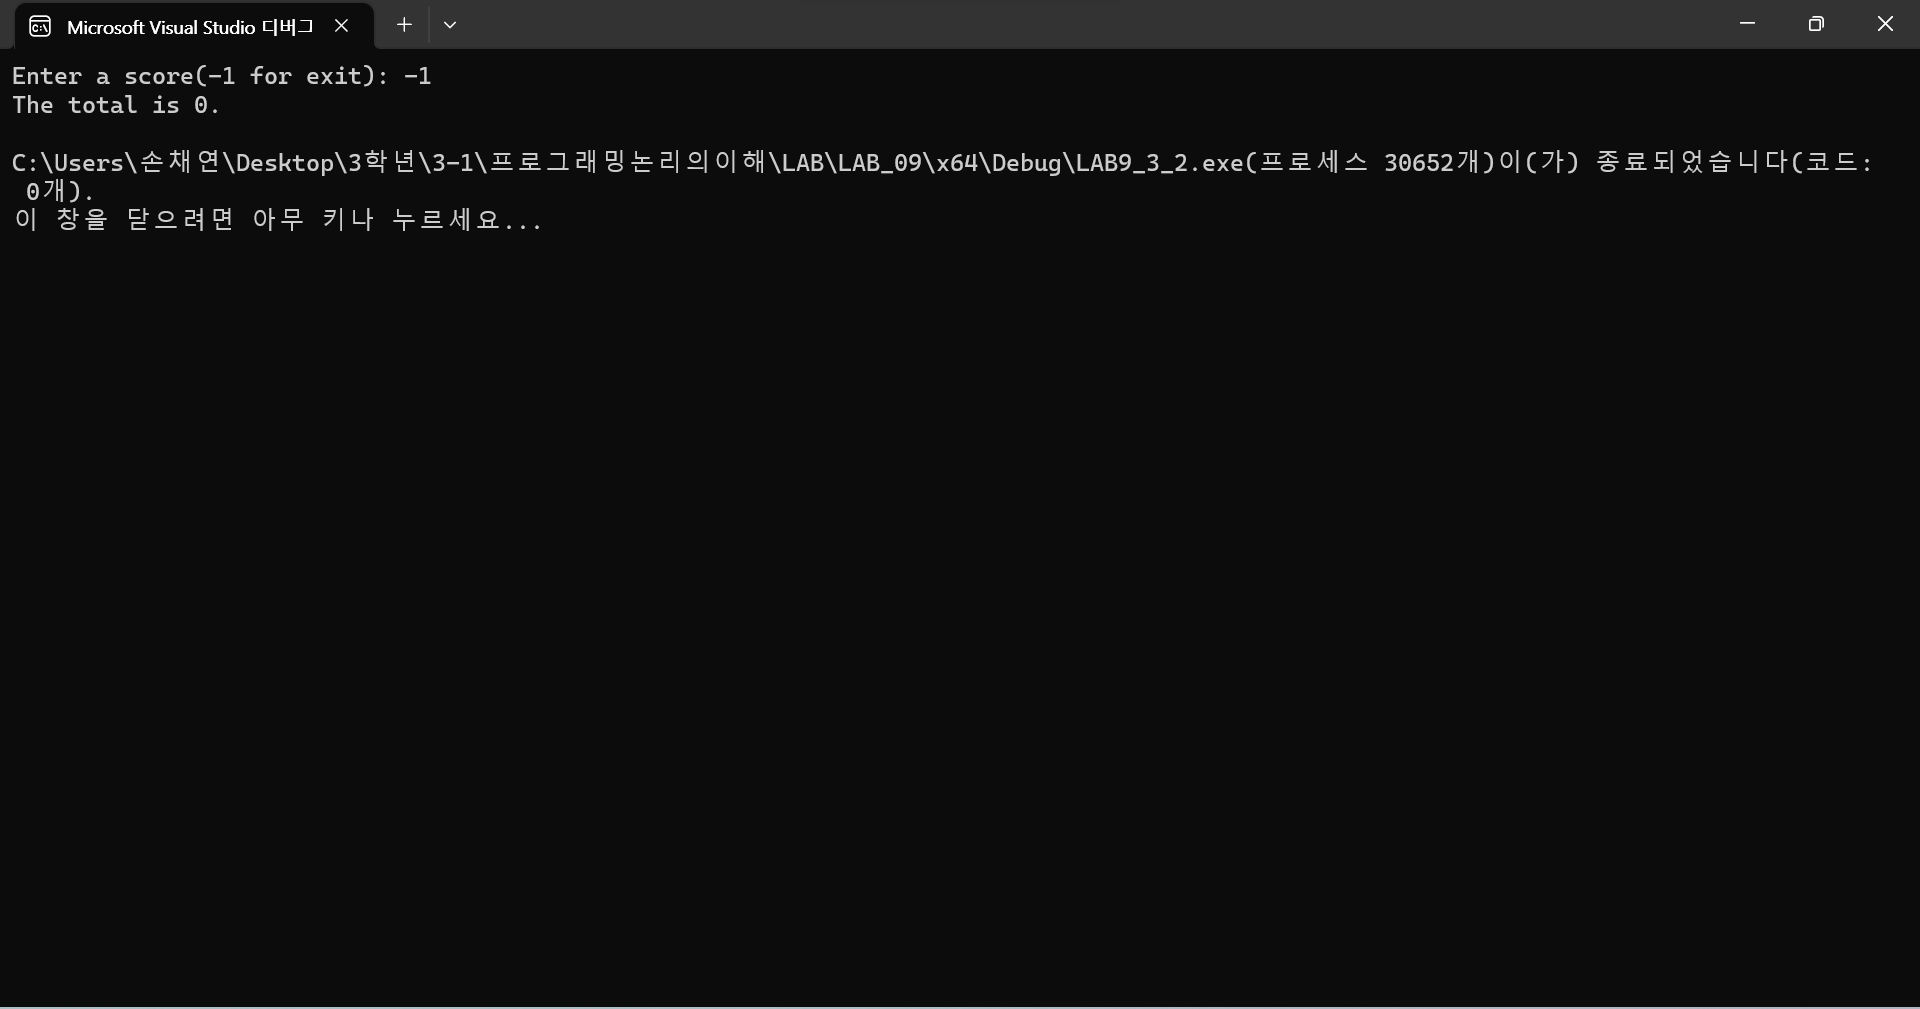 Microsoft Visual Studio 디버그
Enter a score(-1 for exit): -1
The total is 0.
C:\Users\손채연\Desktop\3학년\3-1\프로그래밍논리의이해\LAB\LAB_09\x64\Debug\LAB9_3_2.exe(프로세스 30652개)이(가) 종료되었습니다(코드:
0개).
이 창을 닫으려면 아무 키나 누르세요...